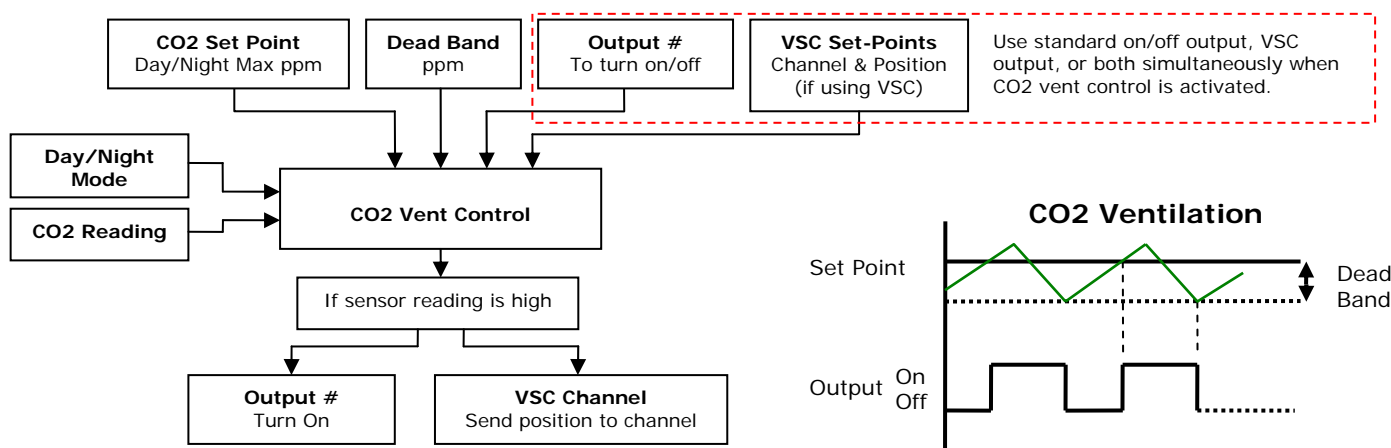 CO2 Set Point
Day/Night Max ppm
Dead Band
ppm
Output #
To turn on/off
VSC Set-Points
Channel & Position
(if using VSC)
Use standard on/off output, VSC
output, or both simultaneously when
CO2 vent control is activated.
Day/Night
Mode
CO2 Reading
CO2 Vent Control
If sensor reading is high
Output #
Turn On
VSC Channel
Send position to channel
CO2 Ventilation
Set Point
Dead
Band
Output
On
Off